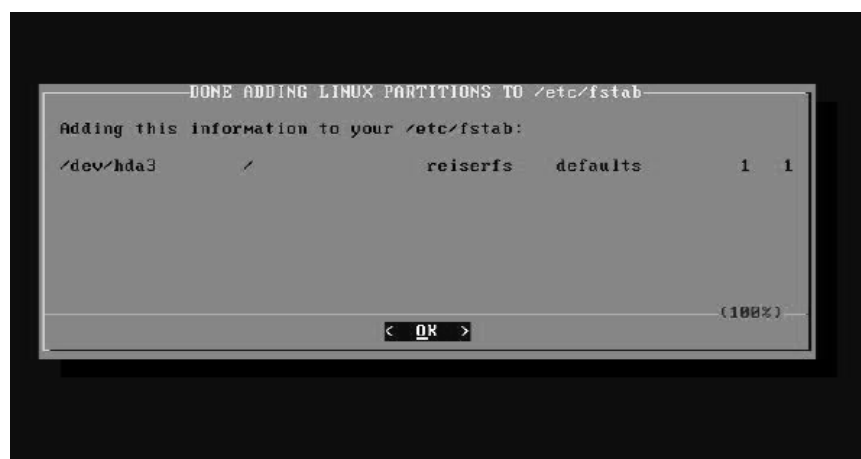 DONE ADDING LINUX PARTITIONS TO /etc/fstab
Adding this information to your /etc/fstab:
/dev/hda3 / reiserfs defaults 1 1
(100%)
< OK >